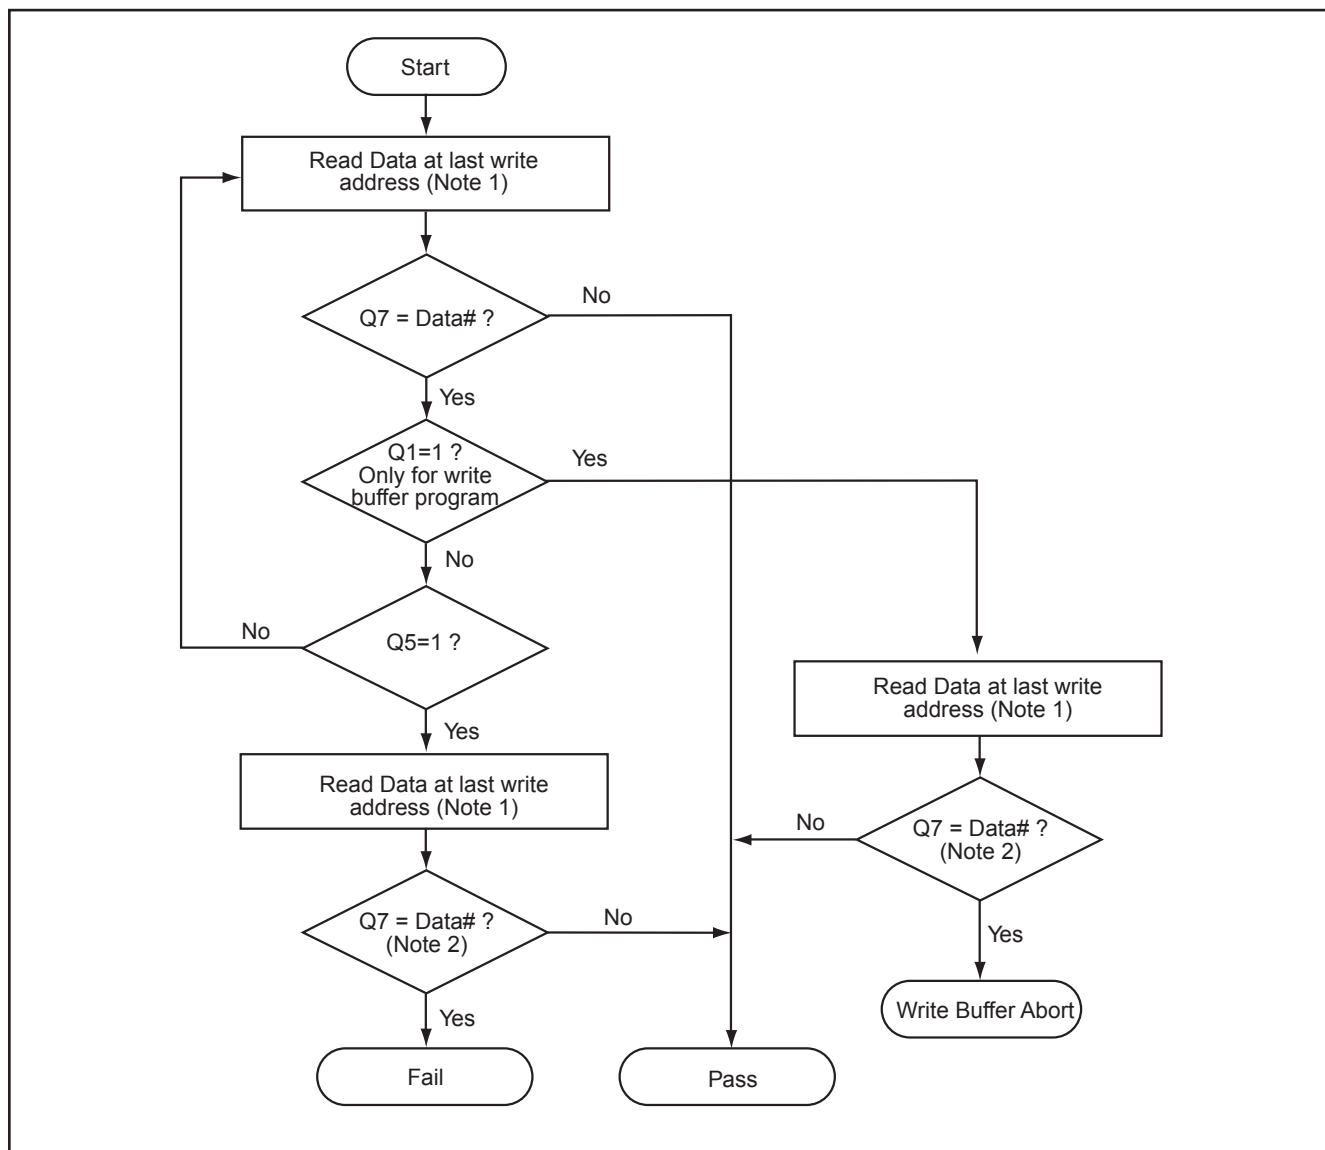 Start
Read Data at last write
address (Note 1)
Q7 = Data# ?
No
Yes
Q1=1 ?
Only for write
buffer program
Yes
No
Q5=1 ?
No
Yes
Read Data at last write
address (Note 1)
Read Data at last write
address (Note 1)
Q7 = Data# ?
(Note 2)
No
Yes
Q7 = Data# ?
(Note 2)
No
Yes
Write Buffer Abort
Fail
Pass